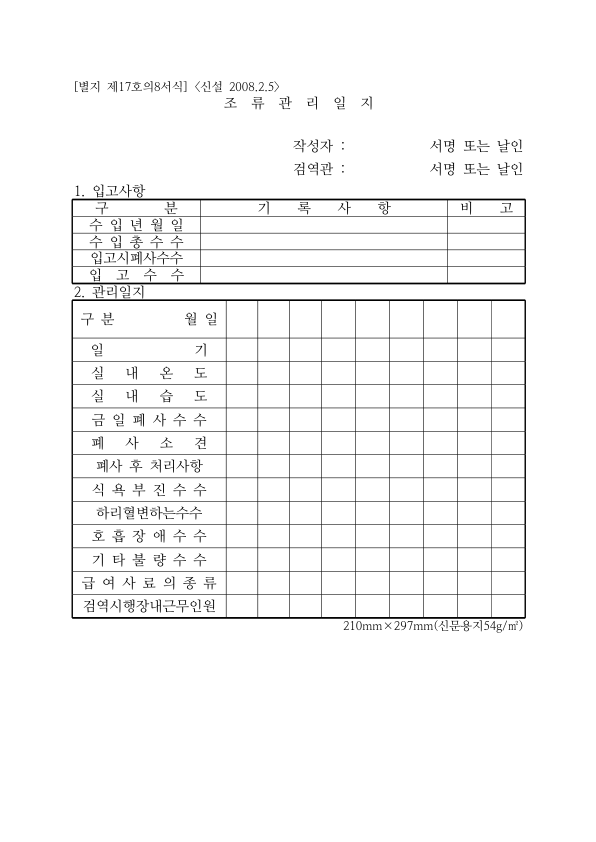 [별지 제17호의8서식] <신설 2008.2.5>
조 류 관 리 일 지
작성자 : 서명 또는 날인
검역관 : 서명 또는 날인
1. 입고사항
구 분 기 록 사 항 비 고
수 입 년 월 일
수 입 총 수 수
입고시폐사수수
입 고 수 수
2. 관리일지
구 분 월 일
일 기
실 내 온 도
실 내 습 도
금 일 폐 사 수 수
폐 사 소 견
폐사 후 처리사항
식 욕 부 진 수 수
하리혈변하는수수
호 흡 장 애 수 수
기 타 불 량 수 수
급 여 사 료 의 종 류
검역시행장내근무인원
210mm×297mm(신문용지54g/㎡)